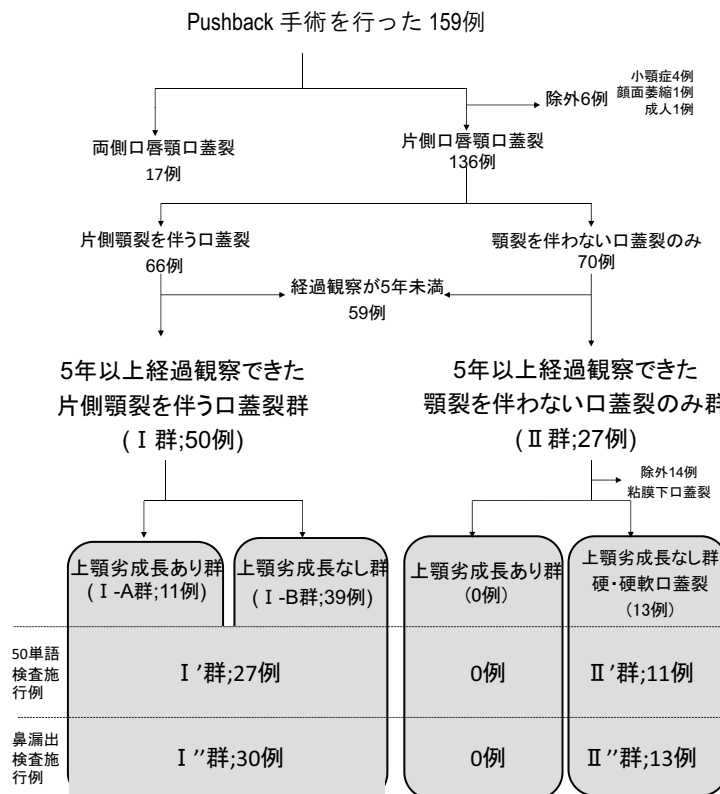 Pushback 手術を行った 159例
小顎症4例
顔面萎縮1例
成人1例
除外6例
両側口唇顎口蓋裂
17例
片側口唇顎口蓋裂
136例
片側顎裂を伴う口蓋裂
66例
顎裂を伴わない口蓋裂のみ
70例
経過観察が5年未満
59例
5年以上経過観察できた
片側顎裂を伴う口蓋裂群
(Ⅰ群;50例)
5年以上経過観察できた
顎裂を伴わない口蓋裂のみ群
(Ⅱ群;27例)
除外14例
粘膜下口蓋裂
上顎劣成長あり群
(Ⅰ-A群;11例)
上顎劣成長なし群
(Ⅰ-B群;39例)
上顎劣成長あり群
(0例)
上顎劣成長なし群
硬・硬軟口蓋裂
(13例)
50単語
検査施
行例
Ⅰ'群;27例
0例
Ⅱ'群;11例
鼻漏出
検査施
行例
Ⅰ''群;30例
0例
Ⅱ''群;13例